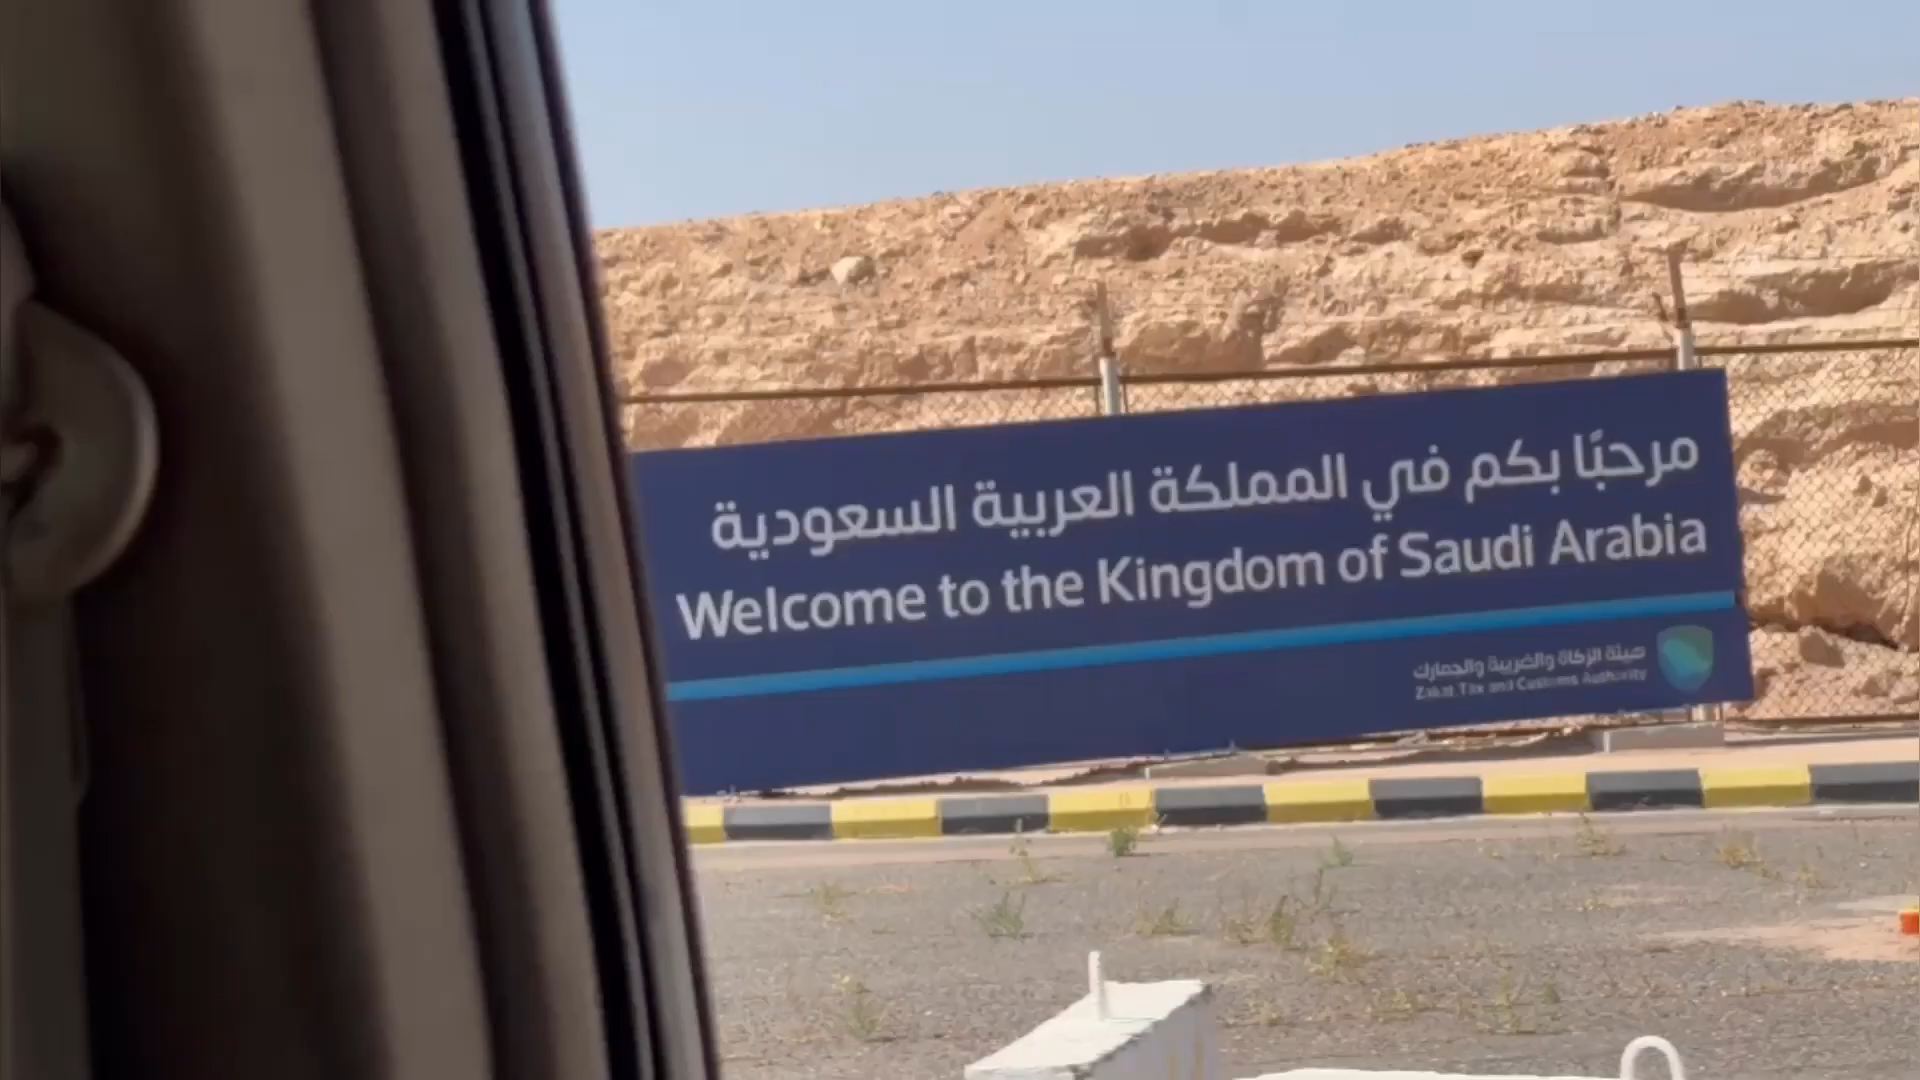 مرحبًا بكم في المملكة العربية السعودية
Welcome to the Kingdom of Saudi Arabia
هيئة الزكاة والضريبة والجمارك
Zakat Tax and Customs Authority